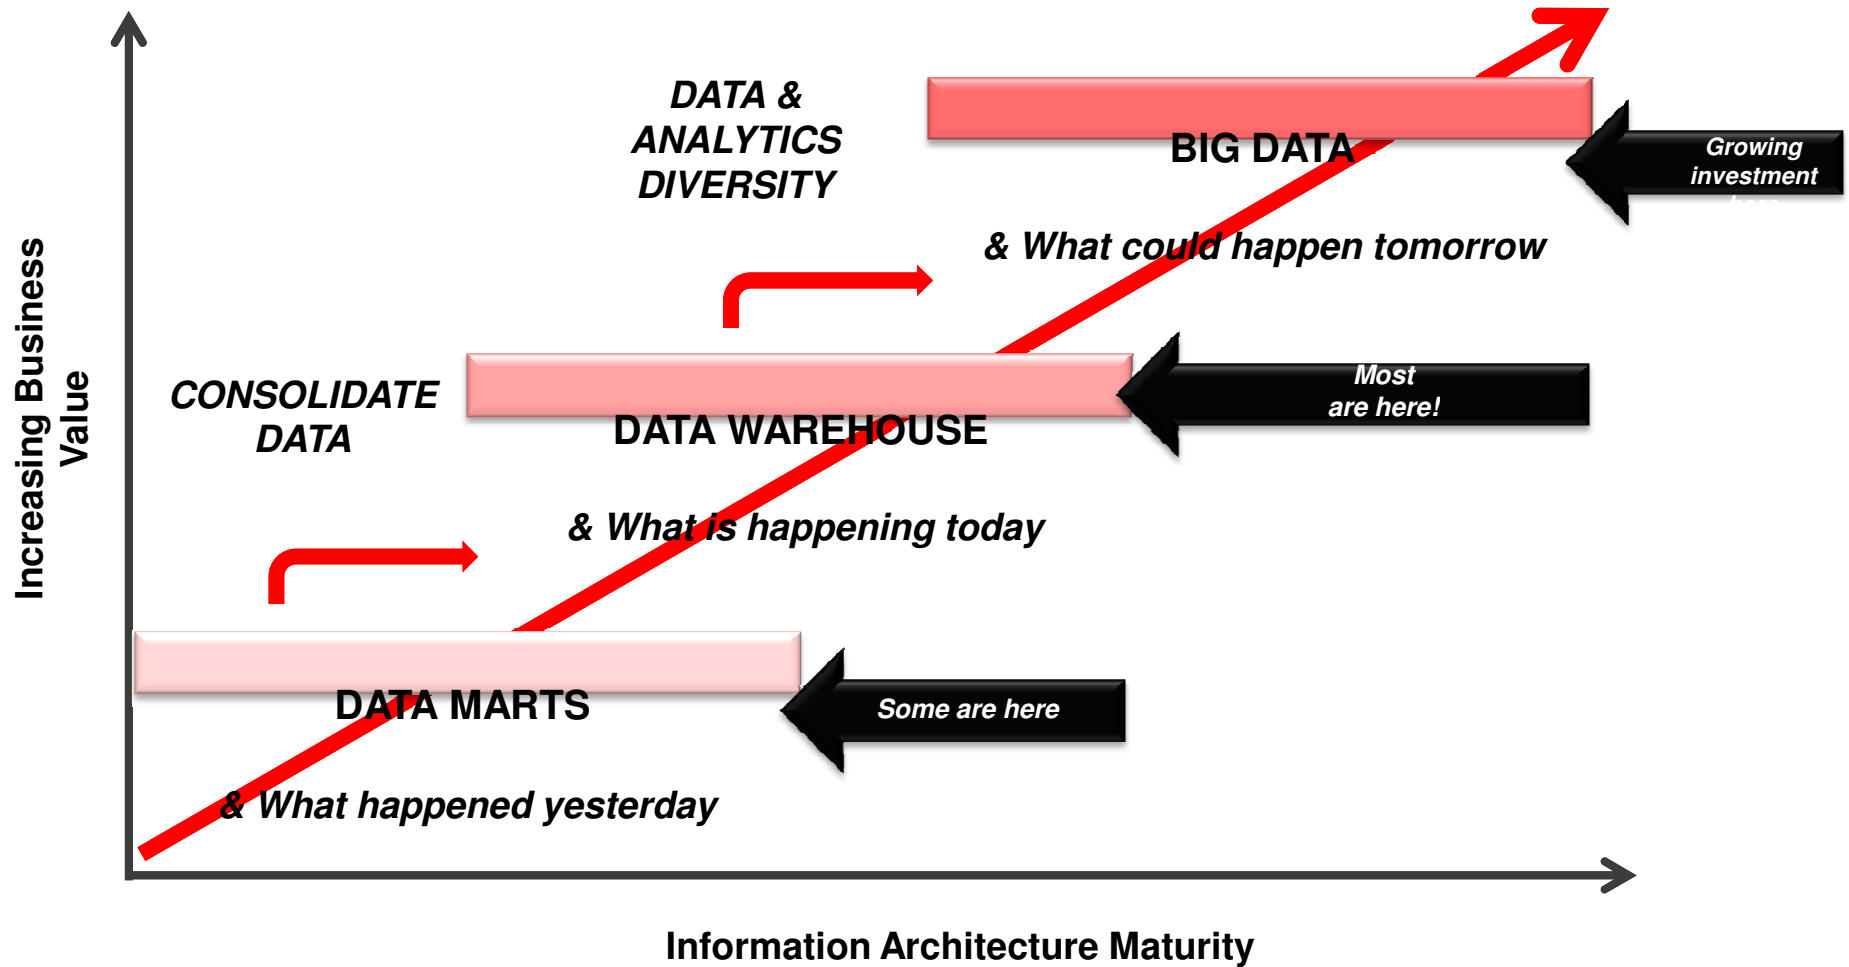 DATA &
ANALYTICS
DIVERSITY
BIG DATA
Growing
investment
here
& What could happen tomorrow
Increasing Business
Value
CONSOLIDATE
DATA
DATA WAREHOUSE
Most
are here!
& What is happening today
DATA MARTS
Some are here
& What happened yesterday
Information Architecture Maturity